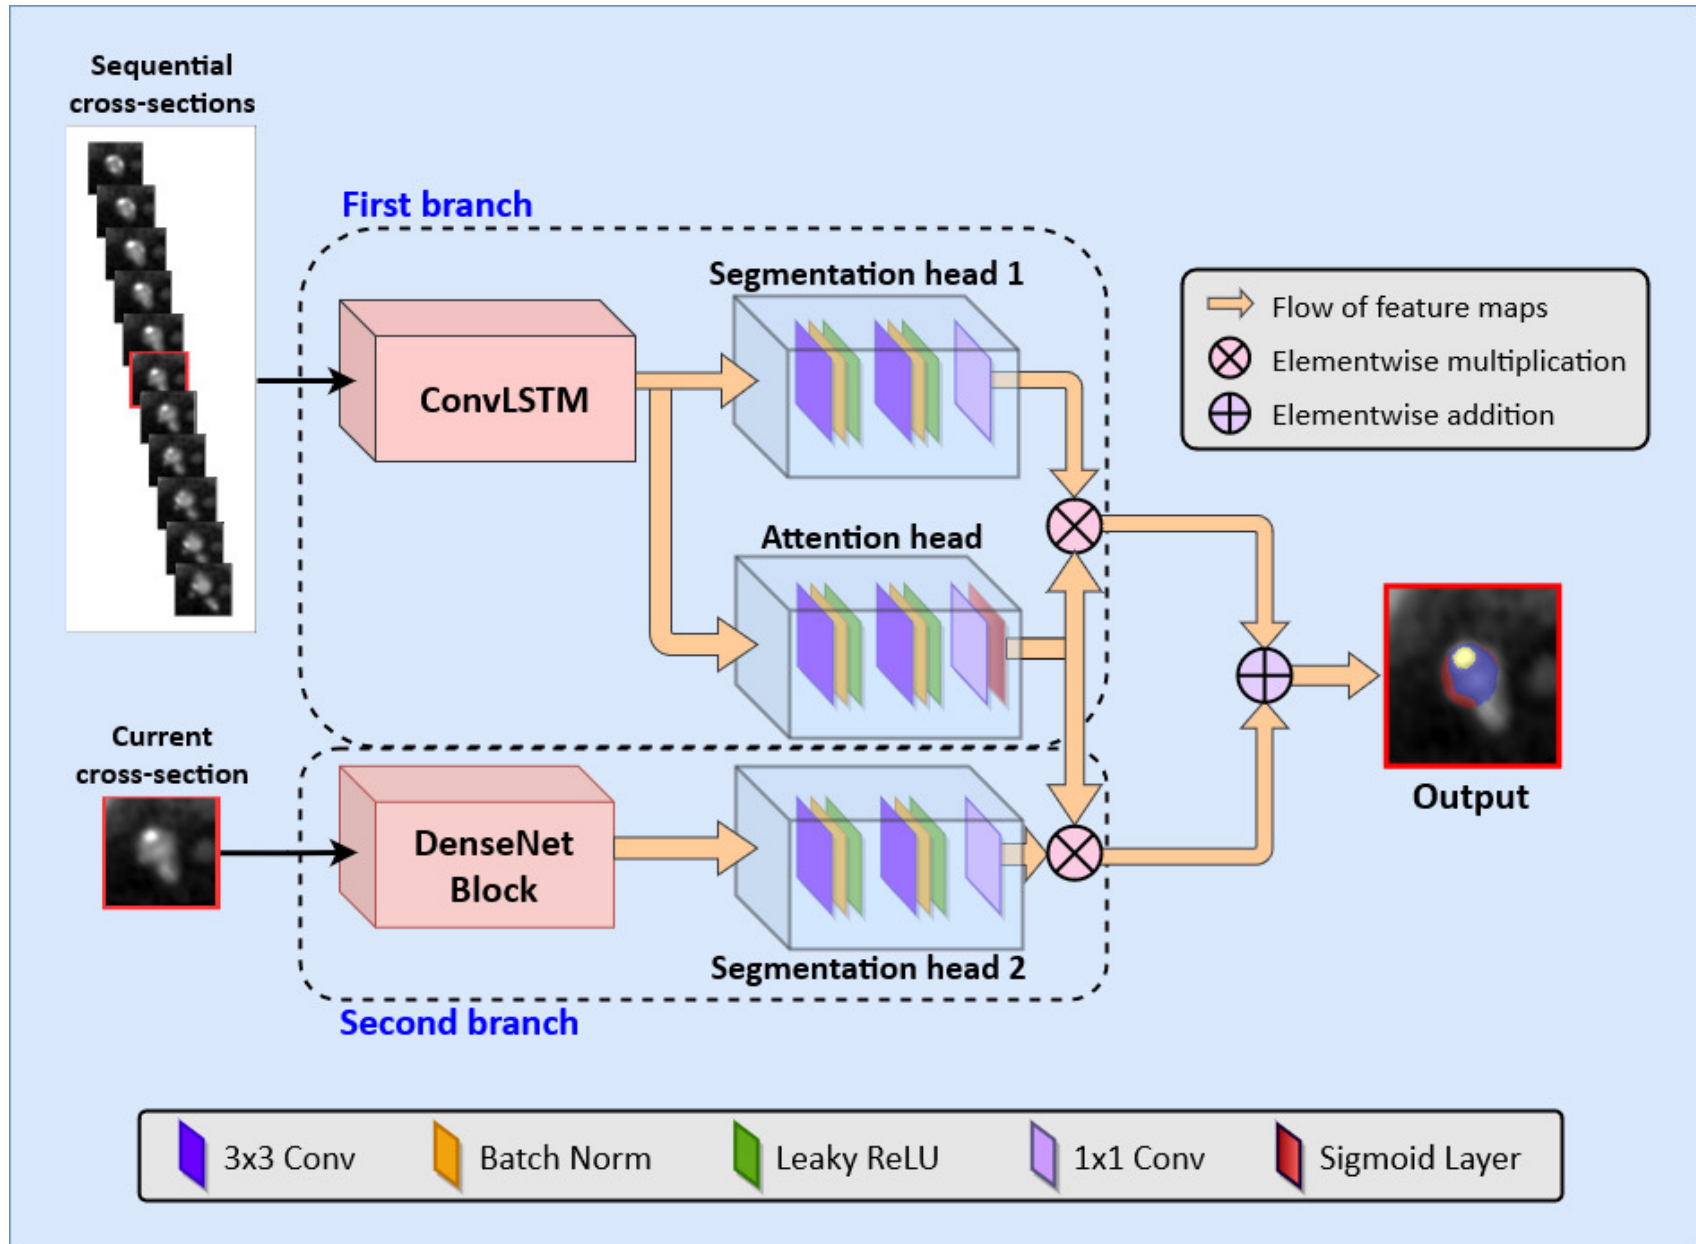 Sequential
cross-sections
First branch
Segmentation head 1
ConvLSTM
Flow of feature maps
Elementwise multiplication
Elementwise addition
Attention head
Current
cross-section
DenseNet
Block
Output
Segmentation head 2
Second branch
3x3 Conv
Batch Norm
Leaky ReLU
1x1 Conv
Sigmoid Layer